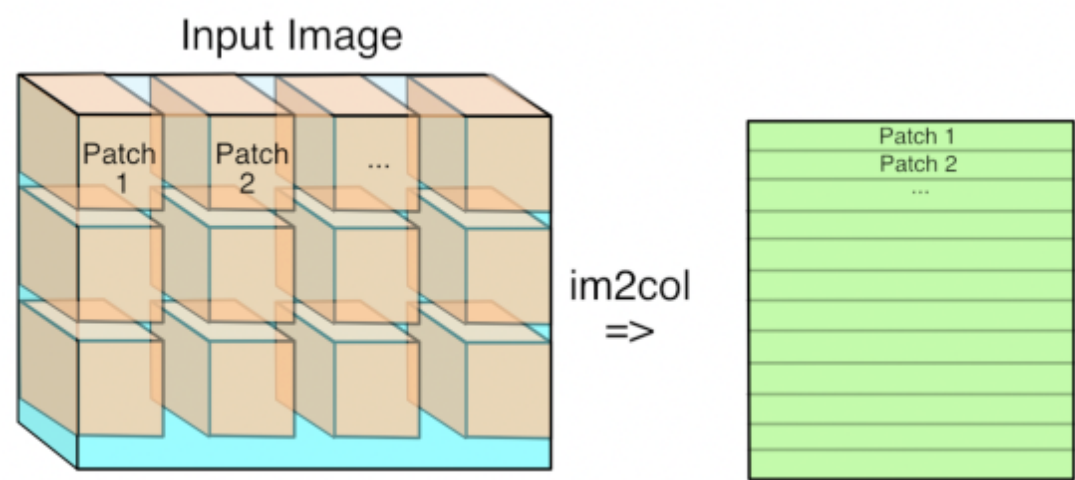 Input Image
Patch
1
Patch
2
...
im2col
=>
Patch 1
Patch 2
...